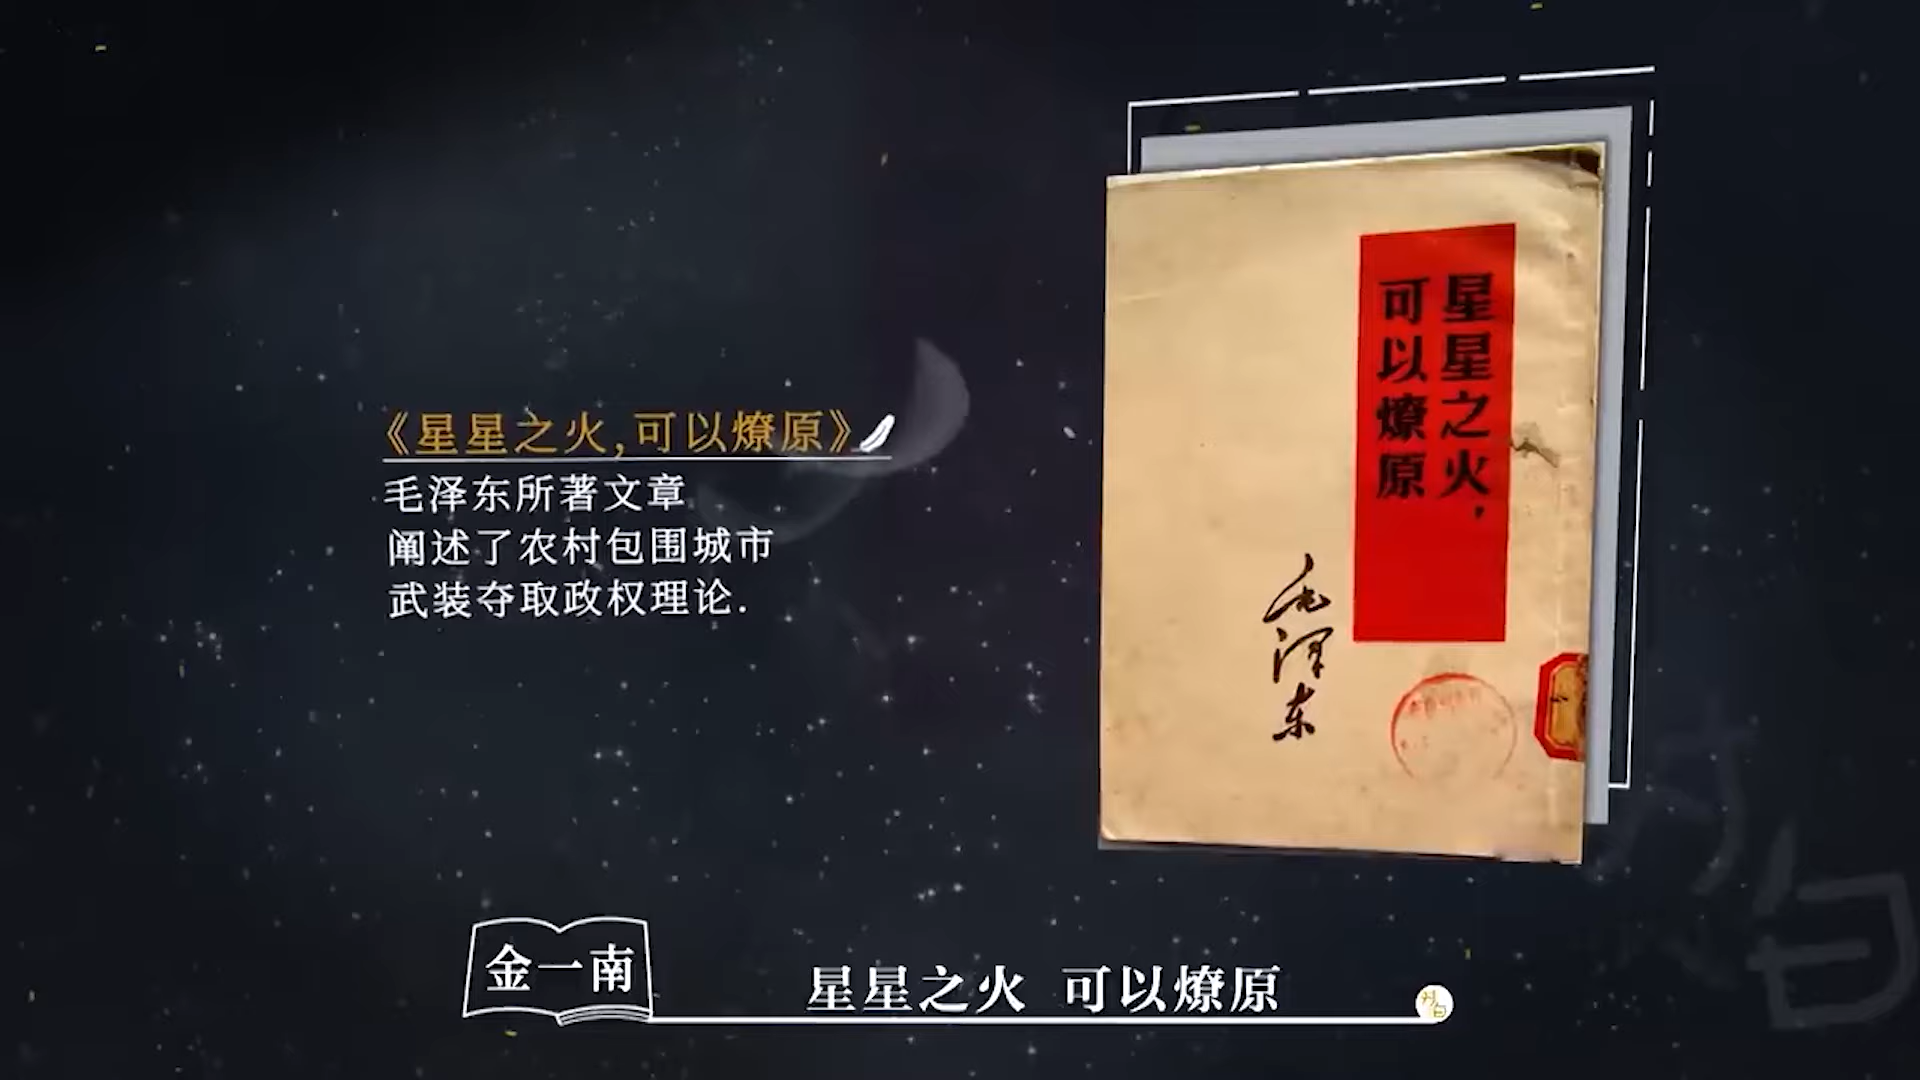 《星星之火,可以燎原》
毛泽东所著文章
阐述了农村包围城市
武装夺取政权理论.
星星之火,
可以燎原
毛泽东
金一南
星星之火 可以燎原